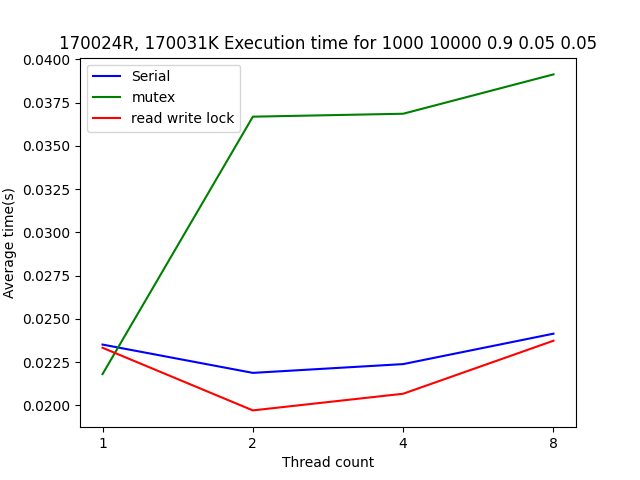 170024R, 170031K Execution time for 1000 10000 0.9 0.05 0.05
Serial
mutex
read write lock
0.0400
0.0375
0.0350
0.0325
0.0300
0.0275
0.0250
0.0225
0.0200
Average time(s)
1 2 4 8
Thread count